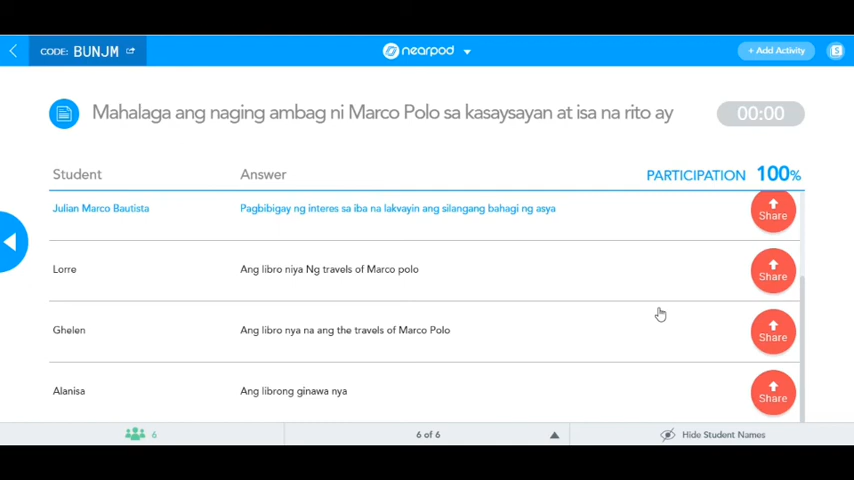 CODE: BUNJM
nearpod
+ Add Activity
S
Mahalaga ang naging ambag ni Marco Polo sa kasaysayan at isa na rito ay
00:00
Student Answer PARTICIPATION 100%
Julian Marco Bautista Pagbibigay ng interes sa iba na lakvayin ang silangang bahagi ng asya Share
Lorre Ang libro niya Ng travels of Marco polo Share
Ghelen Ang libro nya na ang the travels of Marco Polo Share
Alanisa Ang librong ginawa nya Share
6 6 of 6 Hide Student Names